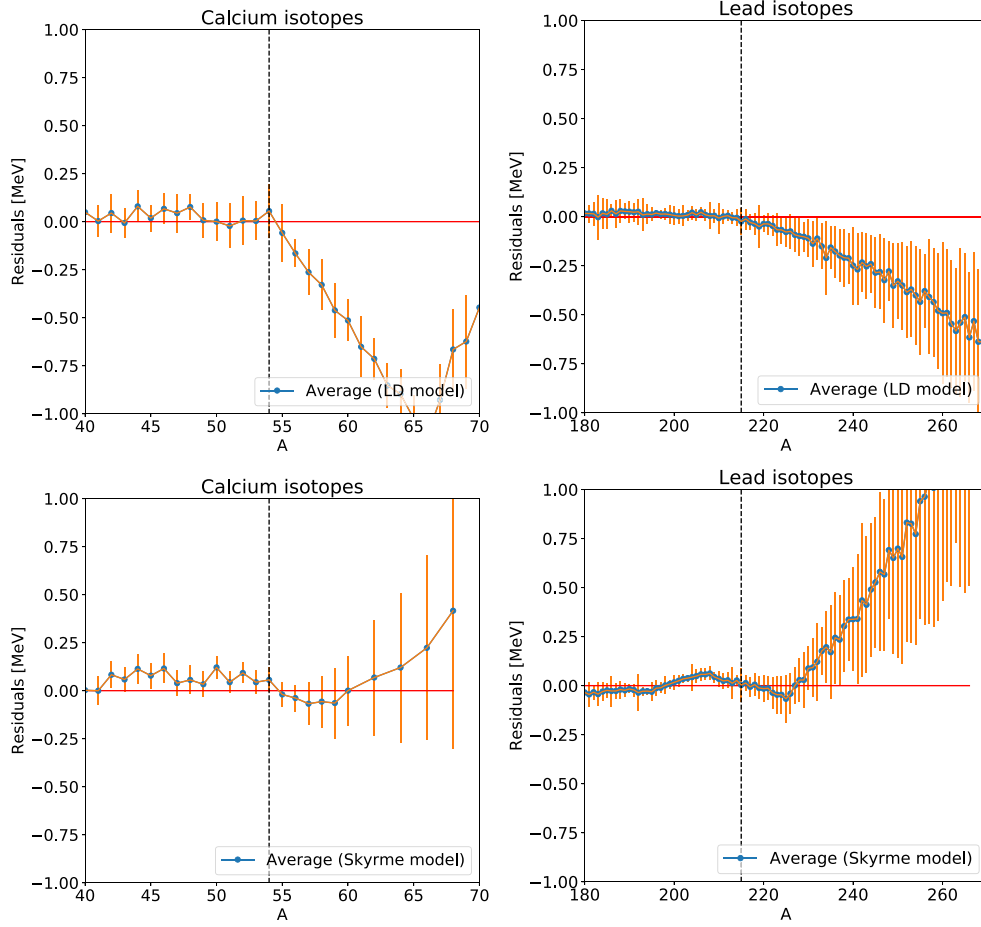 Calcium isotopes
1.00
0.75
0.50
0.25
0.00
−0.25
−0.50
−0.75
−1.00
Residuals [MeV]
Average (LD model)
40 45 50 55 60 65 70
A
Lead isotopes
1.00
0.75
0.50
0.25
0.00
−0.25
−0.50
−0.75
−1.00
Residuals [MeV]
Average (LD model)
180 200 220 240 260
A
Calcium isotopes
1.00
0.75
0.50
0.25
0.00
−0.25
−0.50
−0.75
−1.00
Residuals [MeV]
Average (Skyrme model)
40 45 50 55 60 65 70
A
Lead isotopes
1.00
0.75
0.50
0.25
0.00
−0.25
−0.50
−0.75
−1.00
Residuals [MeV]
Average (Skyrme model)
180 200 220 240 260
A